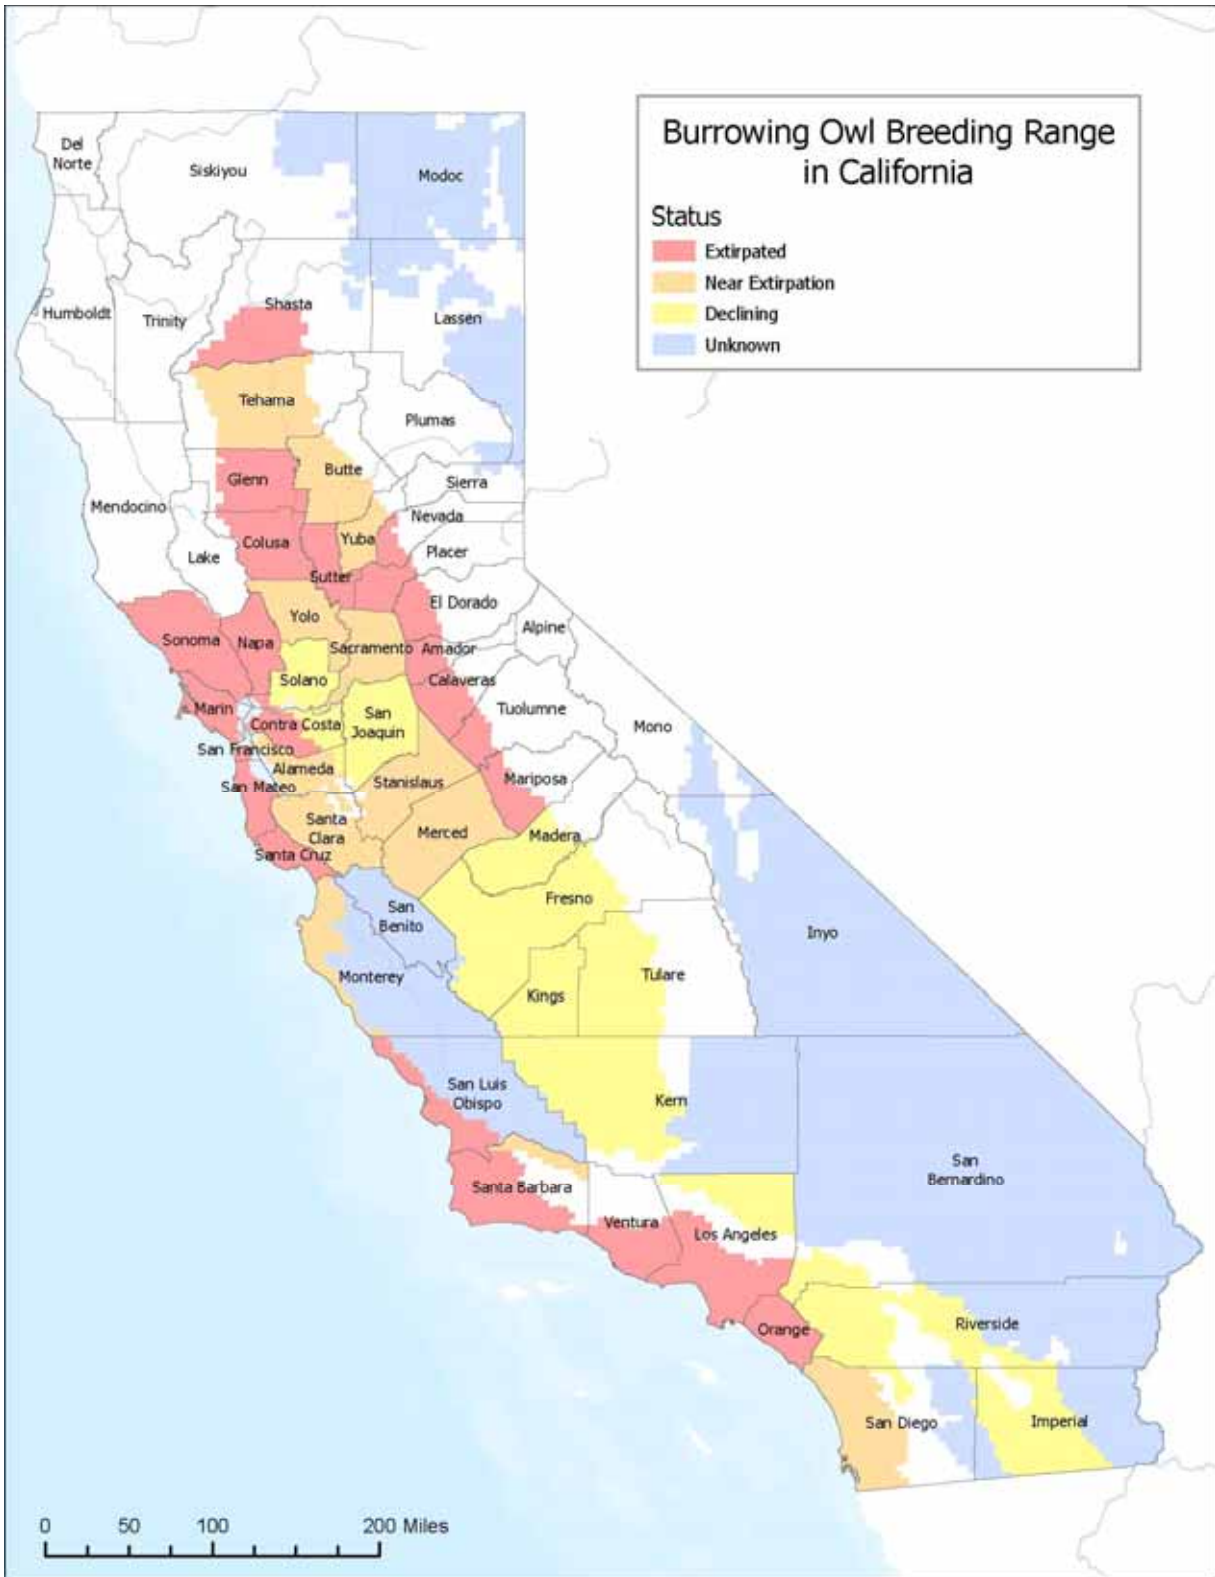 Burrowing Owl Breeding Range
in California
Status
Extirpated
Near Extirpation
Declining
Unknown
Del
Norte
Siskiyou
Modoc
Humboldt
Trinity
Shasta
Lassen
Tehama
Plumas
Butte
Glenn
Sierra
Mendocino
Nevada
Colusa
Yuba
Lake
Placer
Sutter
El Dorado
Yolo
Alpine
Sonoma
Napa
Sacramento
Amador
Solano
Calaveras
Marin
Contra Costa
San
Joaquin
Tuolumne
Mono
San Francisco
Alameda
Stanislaus
Mariposa
San Mateo
Santa
Clara
Merced
Madera
Santa Cruz
Fresno
San
Benito
Inyo
Monterey
Kings
Tulare
San Luis
Obispo
Kern
San
Bernardino
Santa Barbara
Ventura
Los Angeles
Orange
Riverside
San Diego
Imperial
0 50 100 200 Miles